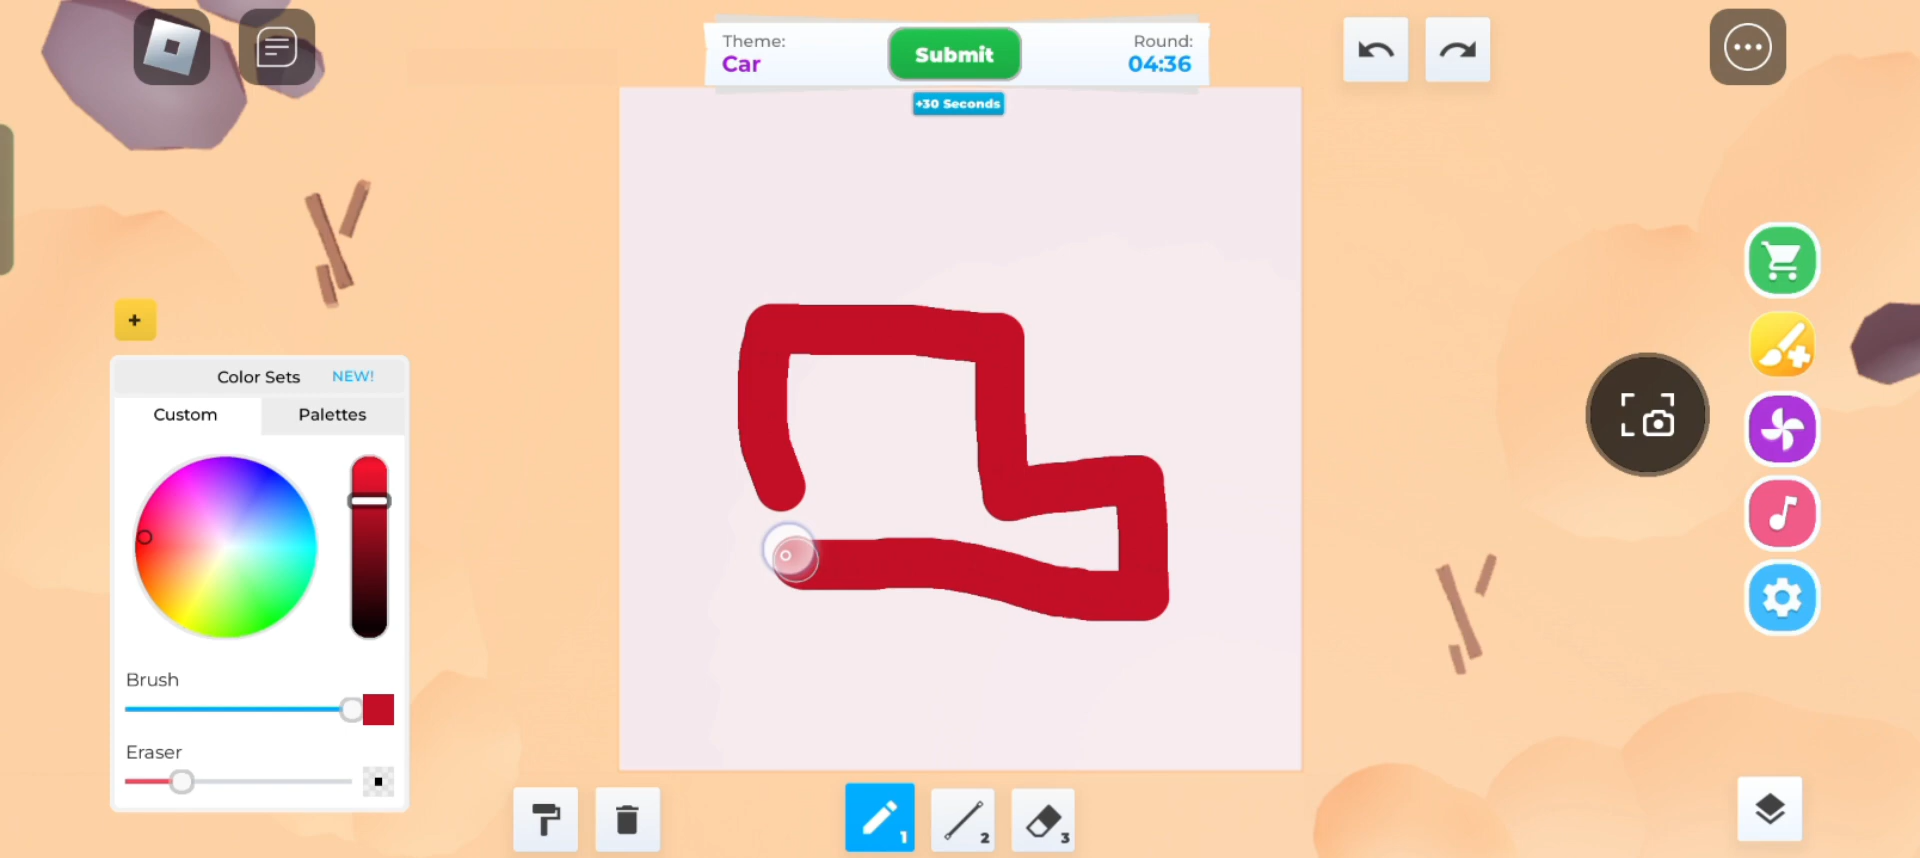 Theme:
Car
Submit
Round:
04:36
+30 Seconds
+
Color Sets NEW!
Custom
Palettes
Brush
Eraser
1
2
3